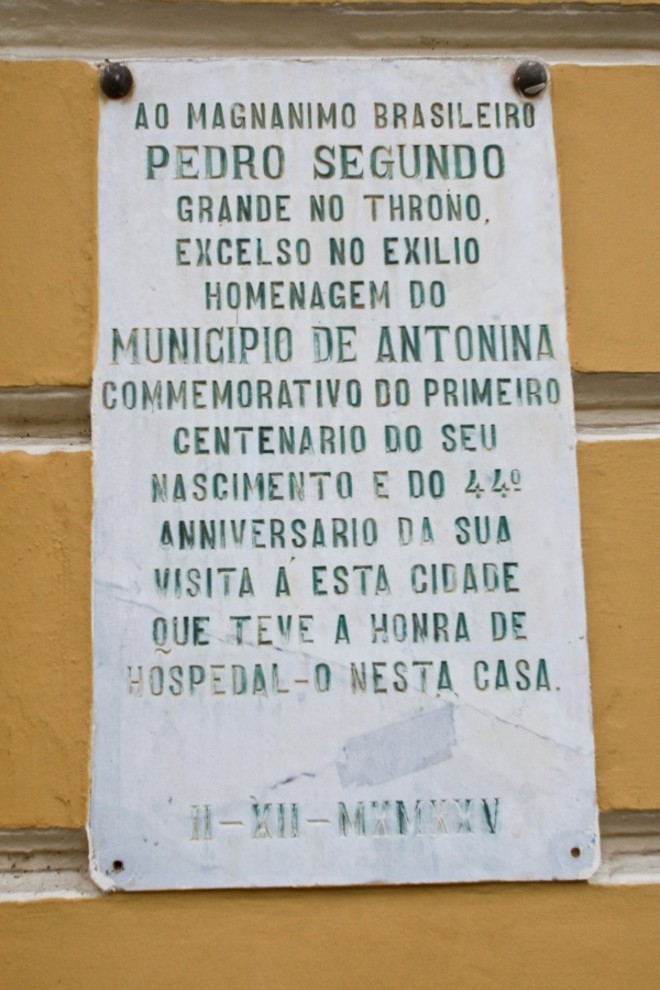 AO MAGNANIMO BRASILEIRO
PEDRO SEGUNDO
GRANDE NO THRONO,
EXCELSO NO EXILIO
HOMENAGEM DO
MUNICIPIO DE ANTONINA
COMMEMORATIVO DO PRIMEIRO
CENTENARIO DO SEU
NASCIMENTO E DO 44º
ANNIVERSARIO DA SUA
VISITA Á ESTA CIDADE
QUE TEVE A HONRA DE
HOSPEDAL-O NESTA CASA.
II-XII-MXMXXV